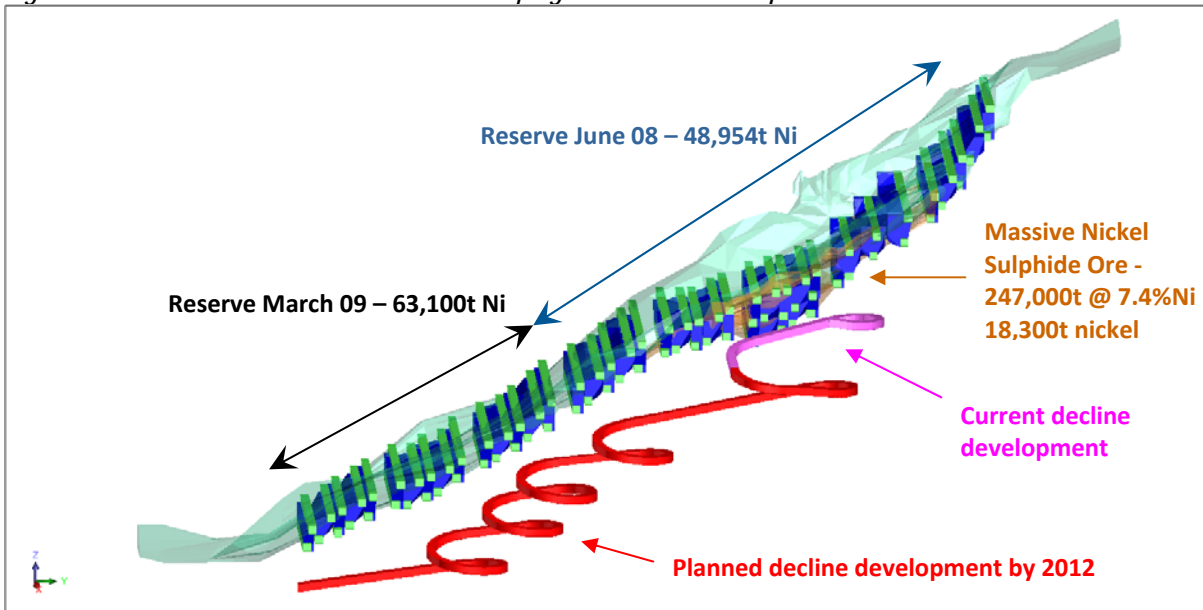 Reserve June 08 – 48,954t Ni
Massive Nickel
Sulphide Ore -
247,000t @ 7.4%Ni
18,300t nickel
Reserve March 09 – 63,100t Ni
Current decline
development
Planned decline development by 2012
Z
Y
X